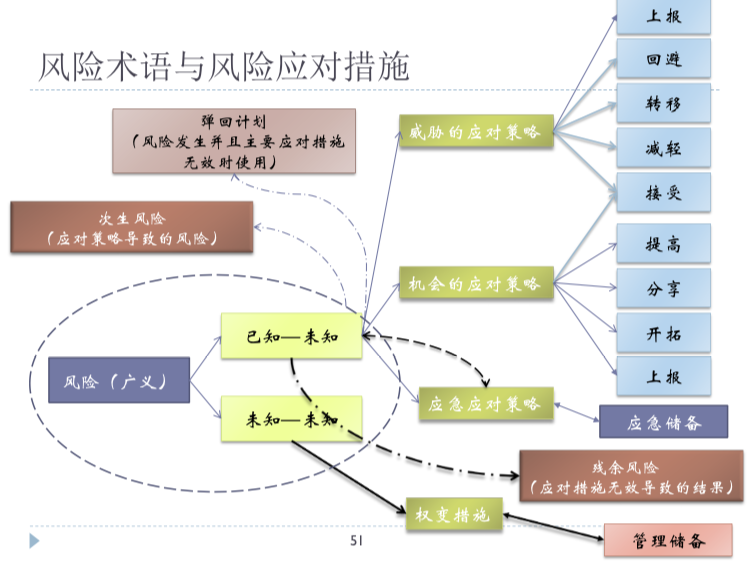 上报
风险术语与风险应对措施
回避
转移
弹回计划
（风险发生并且主要应对措施
无效时使用）
威胁的应对策略
减轻
接受
次生风险
（应对策略导致的风险）
提高
机会的应对策略
分享
已知—未知
开拓
风险（广义）
上报
应急应对策略
未知—未知
应急储备
残余风险
（应对措施无效导致的结果）
权变措施
51
管理储备